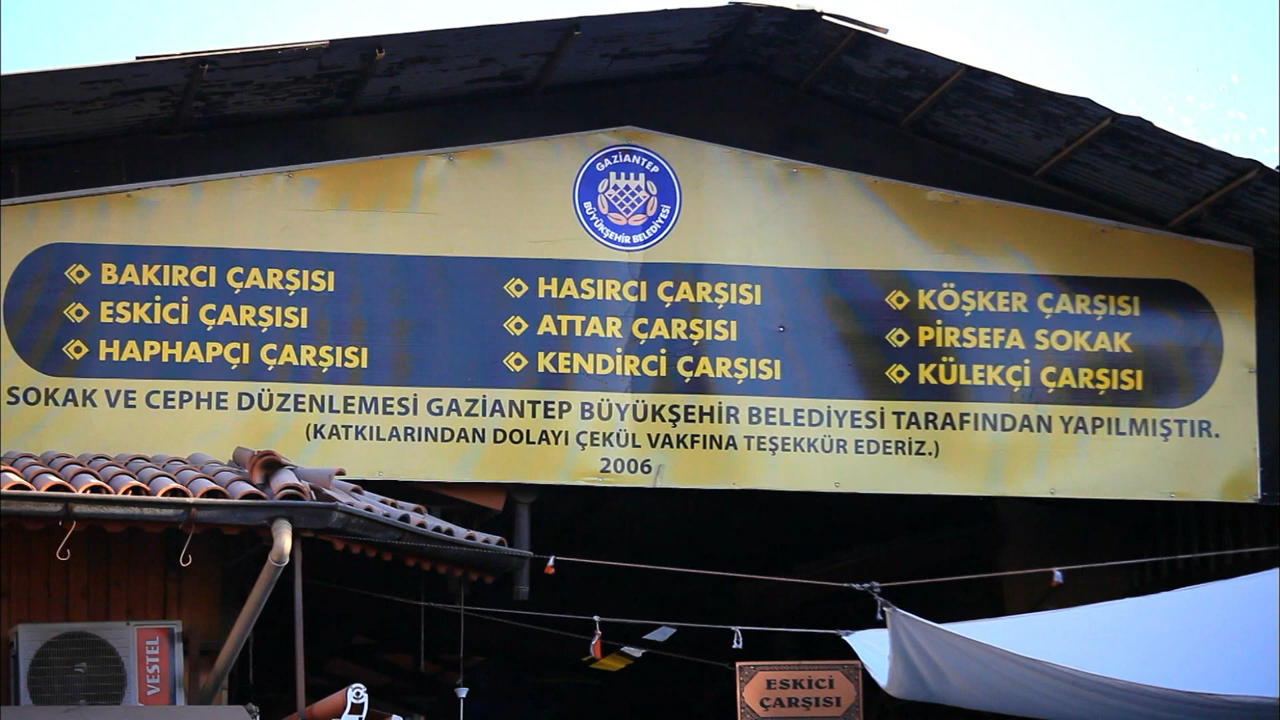 GAZİANTEP
BÜYÜKŞEHİR BELEDİYESİ
BAKIRCI ÇARŞISI
ESKİCİ ÇARŞISI
HAPHAPÇI ÇARŞISI
HASIRCI ÇARŞISI
ATTAR ÇARŞISI
KENDİRCİ ÇARŞISI
KÖŞKER ÇARŞISI
PİRSEFA SOKAK
KÜLEKÇİ ÇARŞISI
SOKAK VE CEPHE DÜZENLEMESİ GAZİANTEP BÜYÜKŞEHİR BELEDİYESİ TARAFINDAN YAPILMIŞTIR.
(KATKILARINDAN DOLAYI ÇEKÜL VAKFINA TEŞEKKÜR EDERİZ.)
2006
VESTEL
ESKİCİ
ÇARŞISI